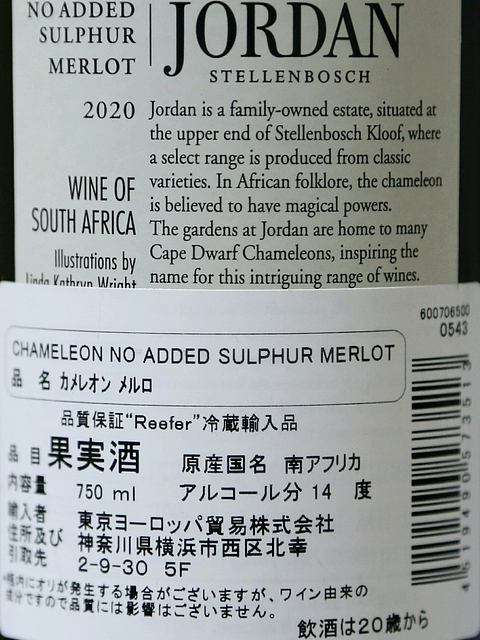 NO ADDED
SULPHUR
MERLOT
JORDAN
STELLENBOSCH
2020
WINE OF
SOUTH AFRICA
Illustrations by
Linda Kathryn Wright
Jordan is a family-owned estate, situated at
the upper end of Stellenbosch Kloof, where
a select range is produced from classic
varieties. In African folklore, the chameleon
is believed to have magical powers.
The gardens at Jordan are home to many
Cape Dwarf Chameleons, inspiring the
name for this intriguing range of wines.
600706500
0543
CHAMELEON NO ADDED SULPHUR MERLOT
品 名 カメレオン メルロ
品質保証“Reefer”冷蔵輸入品
品 目 果実酒 原産国名 南アフリカ
内容量 750 ml アルコール分 14 度
輸入者 東京ヨーロッパ貿易株式会社
住所及び 神奈川県横浜市西区北幸
引取先 2-9-30 5F
*瓶内にオリが発生する場合がございますが、ワイン由来の
成分ですので品質には影響はございません。
飲酒は20歳から
4519490573513